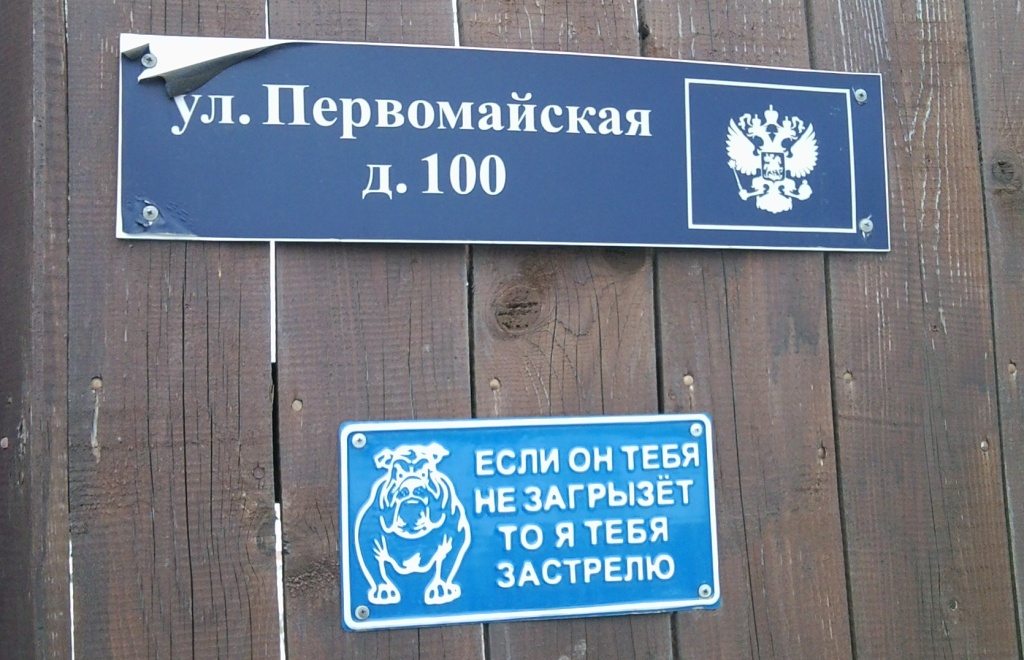 ул. Первомайская
д. 100
ЕСЛИ ОН ТЕБЯ
НЕ ЗАГРЫЗЁТ
ТО Я ТЕБЯ
ЗАСТРЕЛЮ